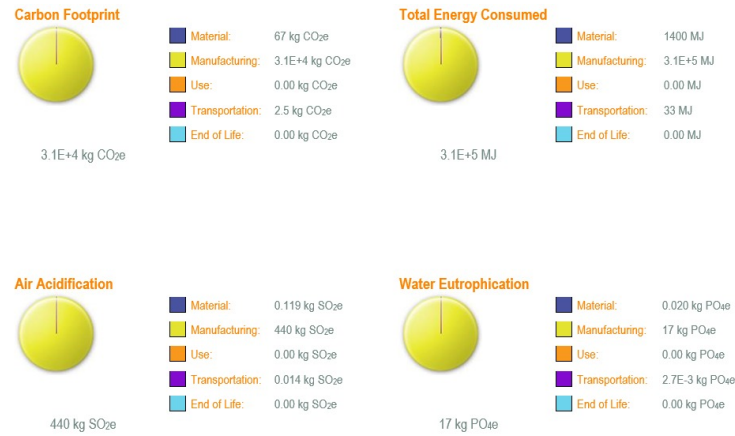 Carbon Footprint
Material: 67 kg CO2e
Manufacturing: 3.1E+4 kg CO2e
Use: 0.00 kg CO2e
Transportation: 2.5 kg CO2e
End of Life: 0.00 kg CO2e
3.1E+4 kg CO2e
Total Energy Consumed
Material: 1400 MJ
Manufacturing: 3.1E+5 MJ
Use: 0.00 MJ
Transportation: 33 MJ
End of Life: 0.00 MJ
3.1E+5 MJ
Air Acidification
Material: 0.119 kg SO2e
Manufacturing: 440 kg SO2e
Use: 0.00 kg SO2e
Transportation: 0.014 kg SO2e
End of Life: 0.00 kg SO2e
440 kg SO2e
Water Eutrophication
Material: 0.020 kg PO4e
Manufacturing: 17 kg PO4e
Use: 0.00 kg PO4e
Transportation: 2.7E-3 kg PO4e
End of Life: 0.00 kg PO4e
17 kg PO4e